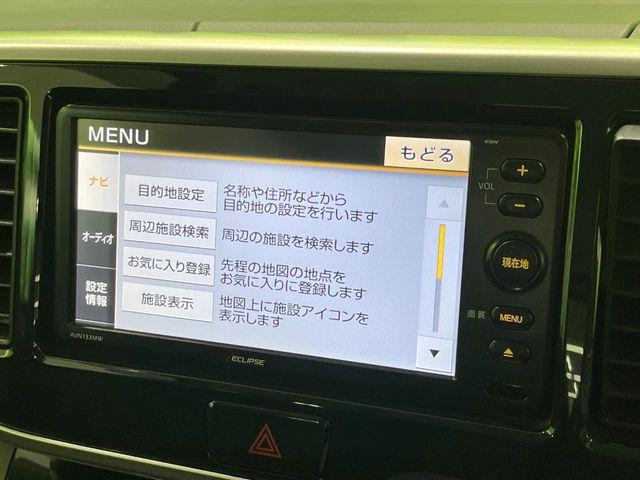 MENU
もどる
ナビ
目的地設定
名称や住所などから
目的地の設定を行います
オーディオ
周辺施設検索
周辺の施設を検索します
お気に入り登録
先程の地図の地点を
お気に入りに登録します
設定
情報
施設表示
地図上に施設アイコンを
表示します
AVN133MW
ECLIPSE
VOL
+
-
現在地
画質
MENU